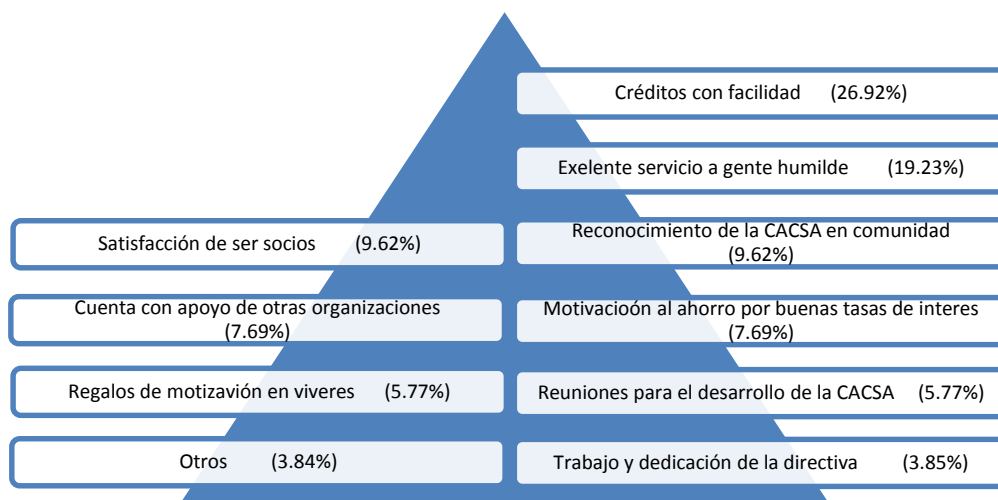 Créditos con facilidad (26.92%)
Exelente servicio a gente humilde (19.23%)
Satisfacción de ser socios (9.62%)
Reconocimiento de la CACSA en comunidad
(9.62%)
Cuenta con apoyo de otras organizaciones
(7.69%)
Motivacioón al ahorro por buenas tasas de interes
(7.69%)
Regalos de motizavión en viveres (5.77%)
Reuniones para el desarrollo de la CACSA (5.77%)
Otros (3.84%)
Trabajo y dedicación de la directiva (3.85%)